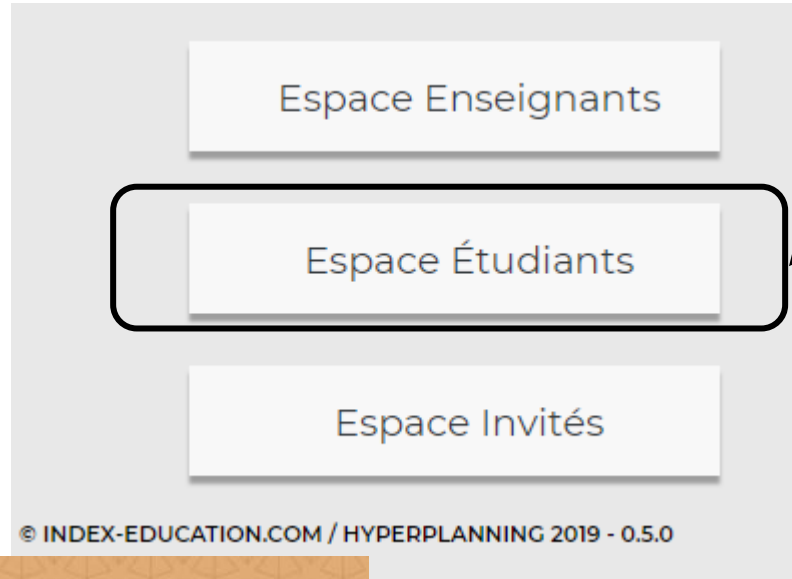 Espace Enseignants
Espace Étudiants
Espace Invités
© INDEX-EDUCATION.COM / HYPERPLANNING 2019 - 0.5.0